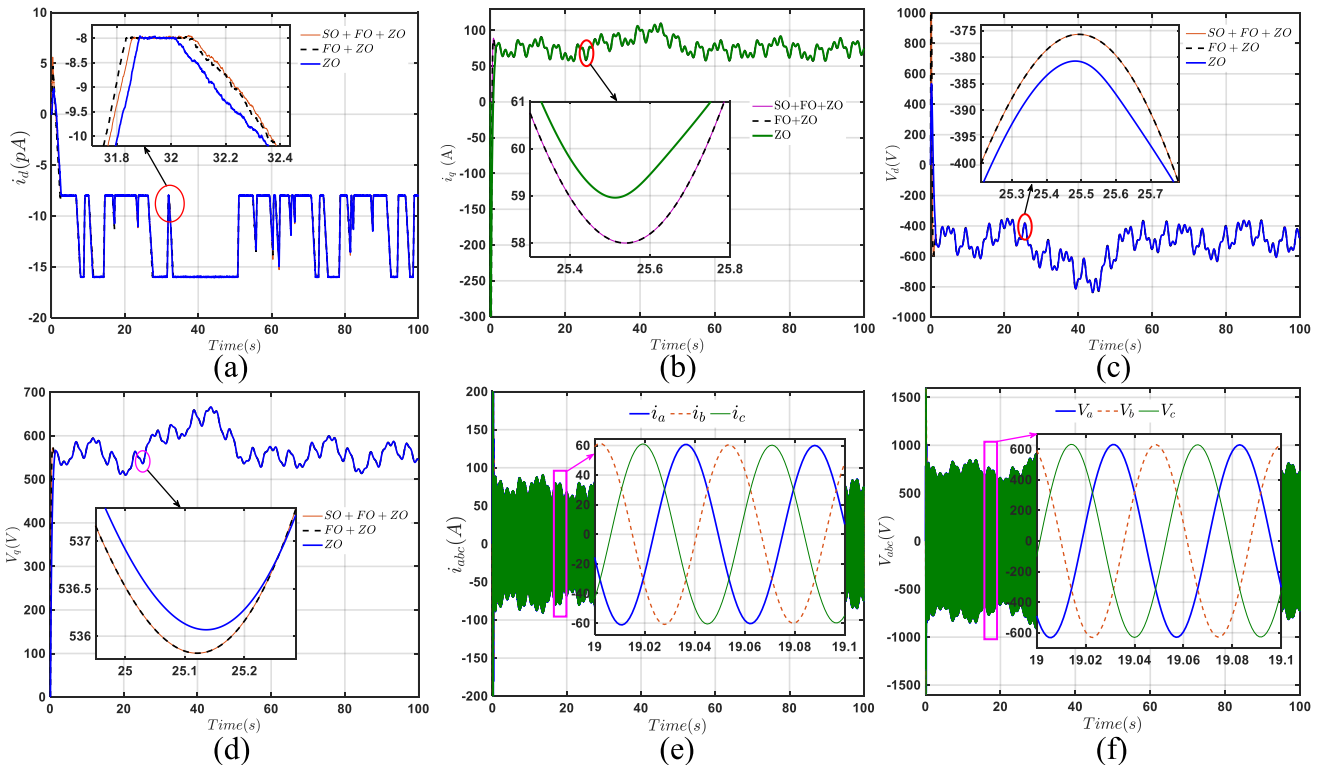 10
5
0
-5
-10
-15
-20
i_d(pA)
SO + FO + ZO
FO + ZO
ZO
-8
-8.5
-9
-9.5
-10
31.8 32 32.2 32.4
0 20 40 60 80 100
Time(s)
(a)
130
100
50
0
-50
-100
-150
-200
-250
-300
i_q (A)
SO+FO+ZO
FO+ZO
ZO
61
60
59
58
25.4 25.6 25.8
0 20 40 60 80 100
Time(s)
(b)
1000
800
600
400
200
0
-200
-400
-600
-800
-1000
V_d(V)
SO + FO + ZO
FO + ZO
ZO
-375
-380
-385
-390
-395
-400
25.3 25.4 25.5 25.6 25.7
0 20 40 60 80 100
Time(s)
(c)
700
600
500
400
300
200
100
0
V_q(V)
SO + FO + ZO
FO + ZO
ZO
537
536.5
536
25 25.1 25.2
0 20 40 60 80 100
Time(s)
(d)
200
150
100
50
0
-50
-100
-150
-200
i_abc(A)
i_a i_b i_c
60
40
20
0
-20
-40
-60
19 19.02 19.04 19.06 19.08 19.1
0 20 40 60 80 100
Time(s)
(e)
1500
1000
500
0
-500
-1000
-1500
V_abc(V)
V_a V_b V_c
600
400
200
0
-200
-400
-600
19 19.02 19.04 19.06 19.08 19.1
0 20 40 60 80 100
Time(s)
(f)